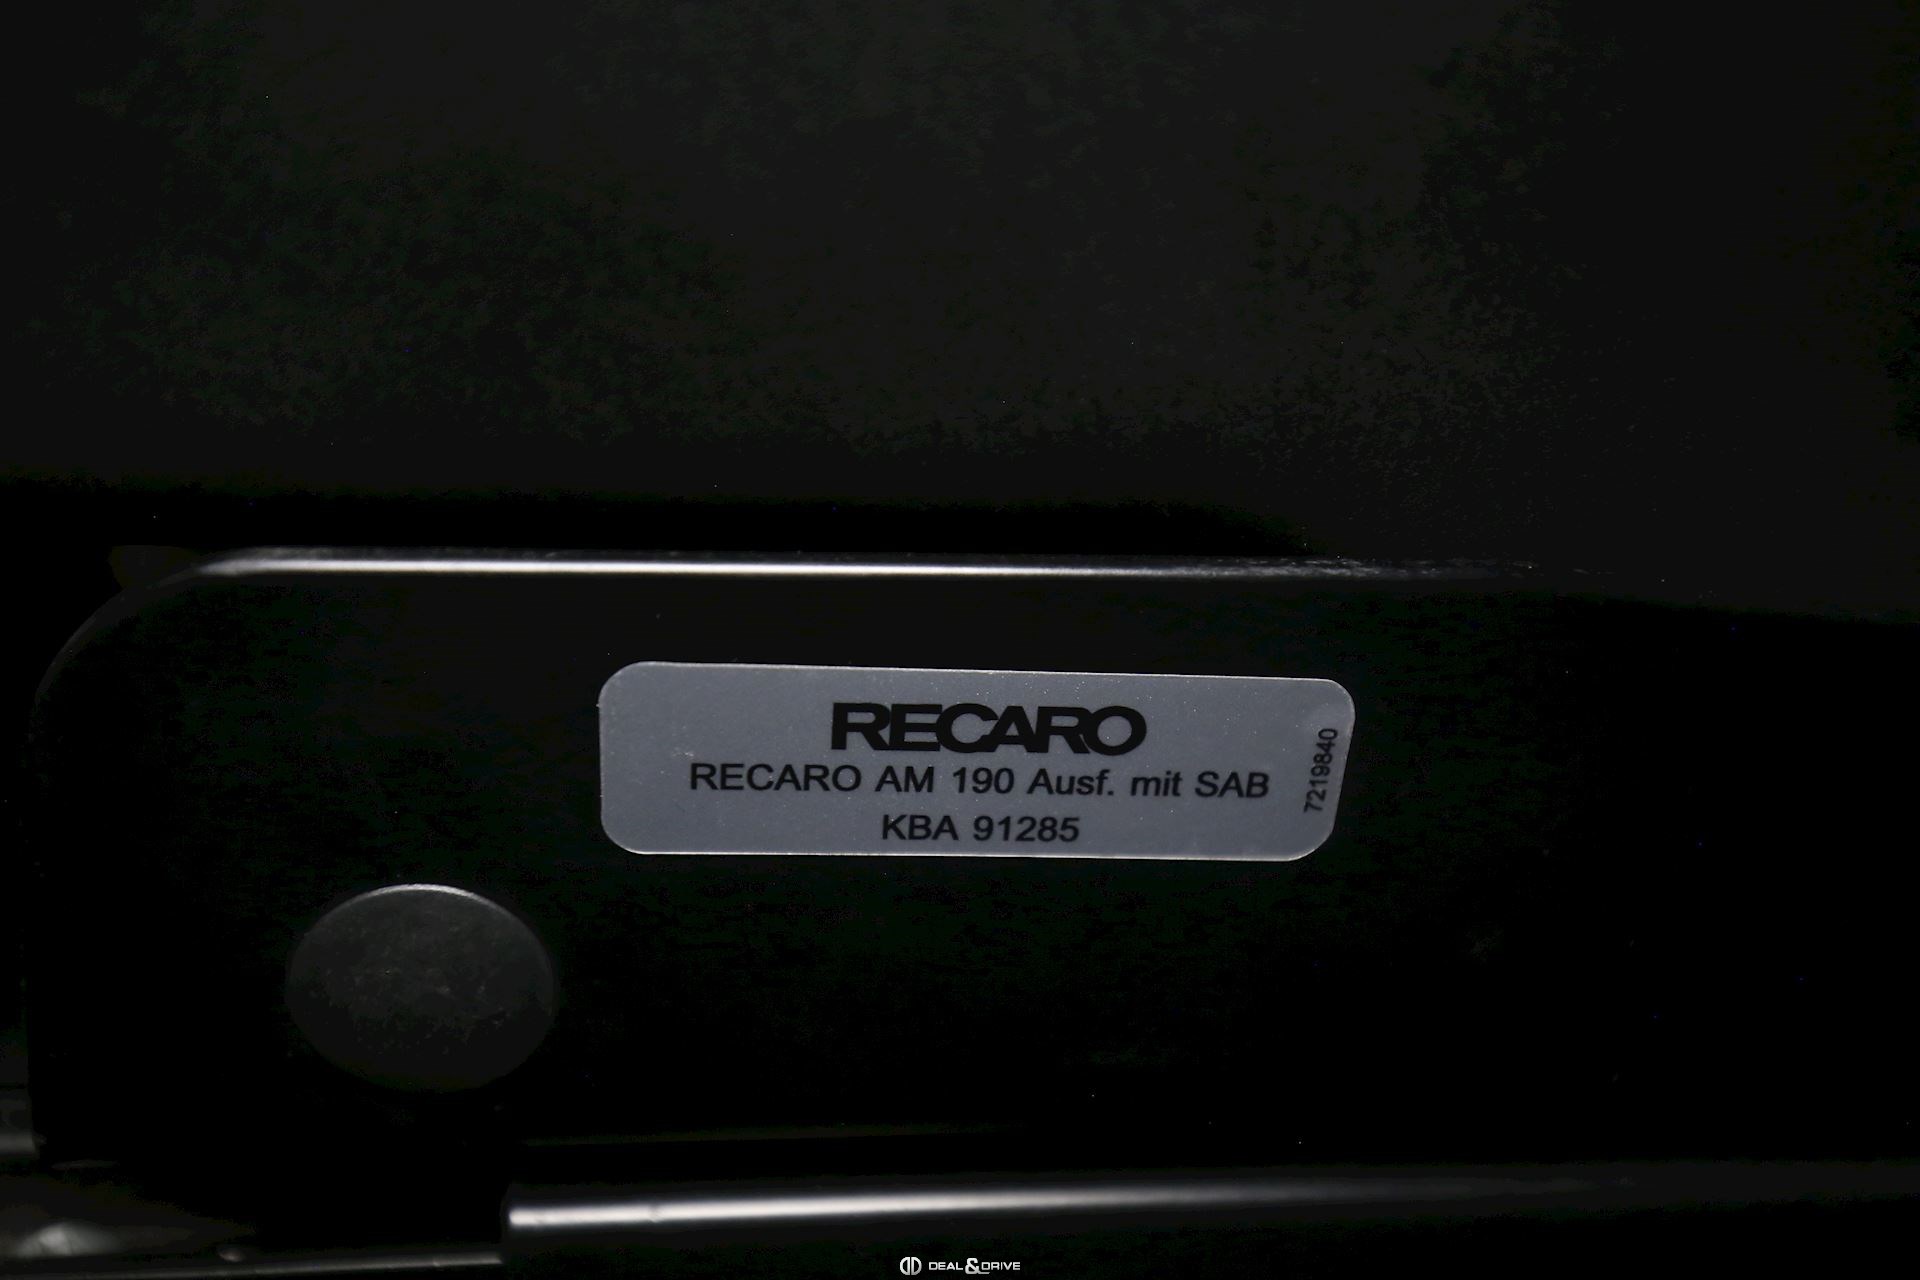 RECARO
RECARO AM 190 Ausf. mit SAB
KBA 91285
7219840
DEAL&DRIVE